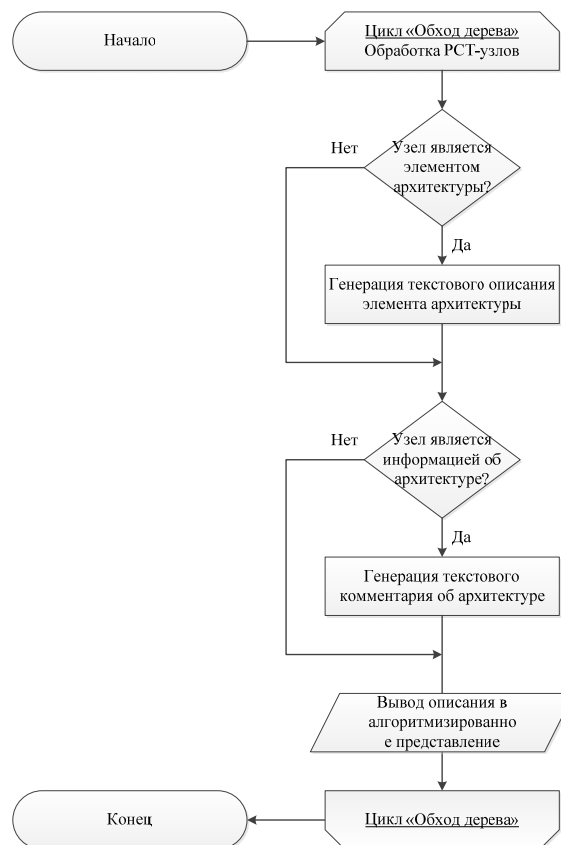 Начало
Цикл «Обход дерева»
Обработка РСТ-узлов
Нет
Узел является
элементом
архитектуры?
Да
Генерация текстового описания
элемента архитектуры
Нет
Узел является
информацией об
архитектуре?
Да
Генерация текстового
комментария об архитектуре
Вывод описания в
алгоритмизированно
е представление
Конец
Цикл «Обход дерева»